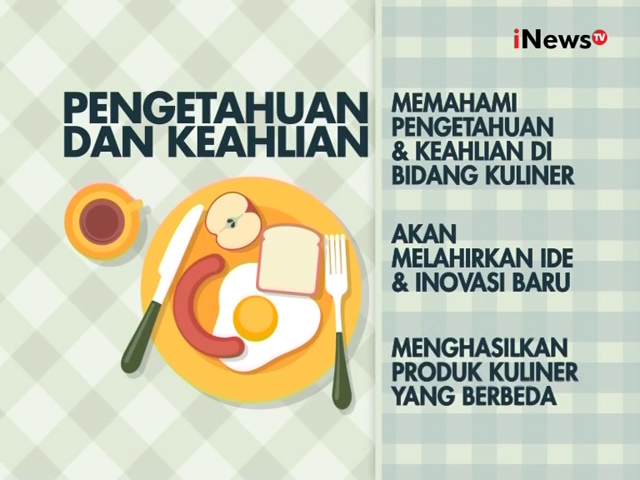 iNews TV
PENGETAHUAN
DAN KEAHLIAN
MEMAHAMI
PENGETAHUAN
& KEAHLIAN DI
BIDANG KULINER
AKAN
MELAHIRKAN IDE
& INOVASI BARU
MENGHASILKAN
PRODUK KULINER
YANG BERBEDA